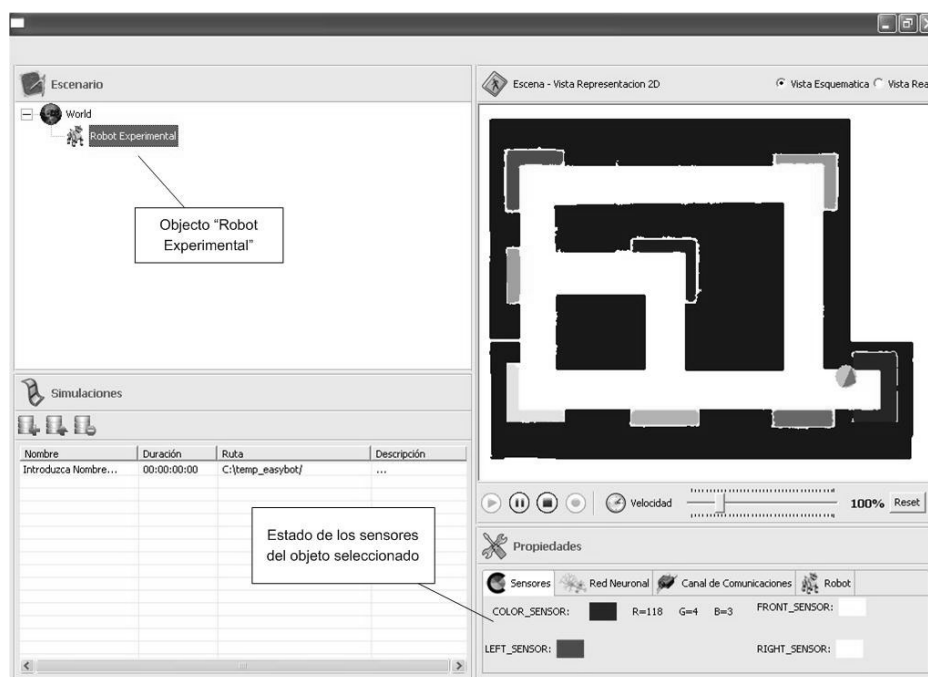 Escenario
World
Robot Experimental
Objecto “Robot
Experimental”
Simulaciones
Nombre Duración Ruta Descripción
Introduzca Nombre... 00:00:00:00 C:\temp_easybot/ ...
Estado de los sensores
del objeto seleccionado
Escena - Vista Representacion 2D Vista Esquematica Vista Rea
Velocidad 100% Reset
Propiedades
Sensores Red Neuronal Canal de Comunicaciones Robot
COLOR_SENSOR: R=118 G=4 B=3 FRONT_SENSOR:
LEFT_SENSOR: RIGHT_SENSOR: